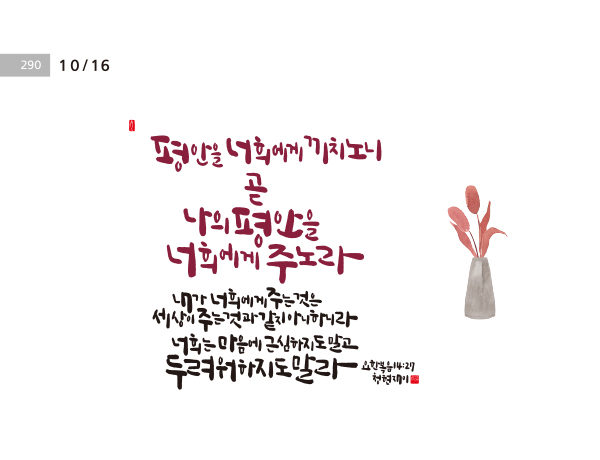 290
10/16
평안을 너희에게 끼치노니
곧
나의 평안을
너희에게 주노라
내가 너희에게 주는 것은
세상이 주는 것과 같지 아니하니라
너희는 마음에 근심하지도 말고
두려워하지도 말라
요한복음 14:27